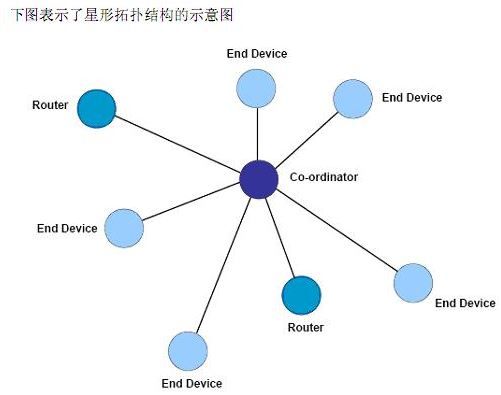 下图表示了星形拓扑结构的示意图
End Device
End Device
Router
Co-ordinator
End Device
End Device
Router
End Device